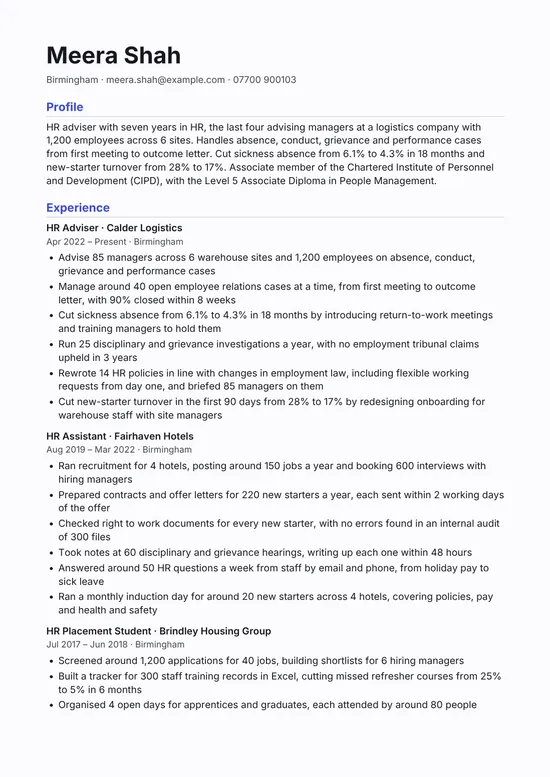 Meera Shah
Birmingham · meera.shah@example.com · 07700 900103
Profile
HR adviser with seven years in HR, the last four advising managers at a logistics company with
1,200 employees across 6 sites. Handles absence, conduct, grievance and performance cases
from first meeting to outcome letter. Cut sickness absence from 6.1% to 4.3% in 18 months and
new-starter turnover from 28% to 17%. Associate member of the Chartered Institute of Personnel
and Development (CIPD), with the Level 5 Associate Diploma in People Management.
Experience
HR Adviser · Calder Logistics
Apr 2022 – Present · Birmingham
• Advise 85 managers across 6 warehouse sites and 1,200 employees on absence, conduct,
grievance and performance cases
• Manage around 40 open employee relations cases at a time, from first meeting to outcome
letter, with 90% closed within 8 weeks
• Cut sickness absence from 6.1% to 4.3% in 18 months by introducing return-to-work meetings
and training managers to hold them
• Run 25 disciplinary and grievance investigations a year, with no employment tribunal claims
upheld in 3 years
• Rewrote 14 HR policies in line with changes in employment law, including flexible working
requests from day one, and briefed 85 managers on them
• Cut new-starter turnover in the first 90 days from 28% to 17% by redesigning onboarding for
warehouse staff with site managers
HR Assistant · Fairhaven Hotels
Aug 2019 – Mar 2022 · Birmingham
• Ran recruitment for 4 hotels, posting around 150 jobs a year and booking 600 interviews with
hiring managers
• Prepared contracts and offer letters for 220 new starters a year, each sent within 2 working days
of the offer
• Checked right to work documents for every new starter, with no errors found in an internal audit
of 300 files
• Took notes at 60 disciplinary and grievance hearings, writing up each one within 48 hours
• Answered around 50 HR questions a week from staff by email and phone, from holiday pay to
sick leave
• Ran a monthly induction day for around 20 new starters across 4 hotels, covering policies, pay
and health and safety
HR Placement Student · Brindley Housing Group
Jul 2017 – Jun 2018 · Birmingham
• Screened around 1,200 applications for 40 jobs, building shortlists for 6 hiring managers
• Built a tracker for 300 staff training records in Excel, cutting missed refresher courses from 25%
to 5% in 6 months
• Organised 4 open days for apprentices and graduates, each attended by around 80 people